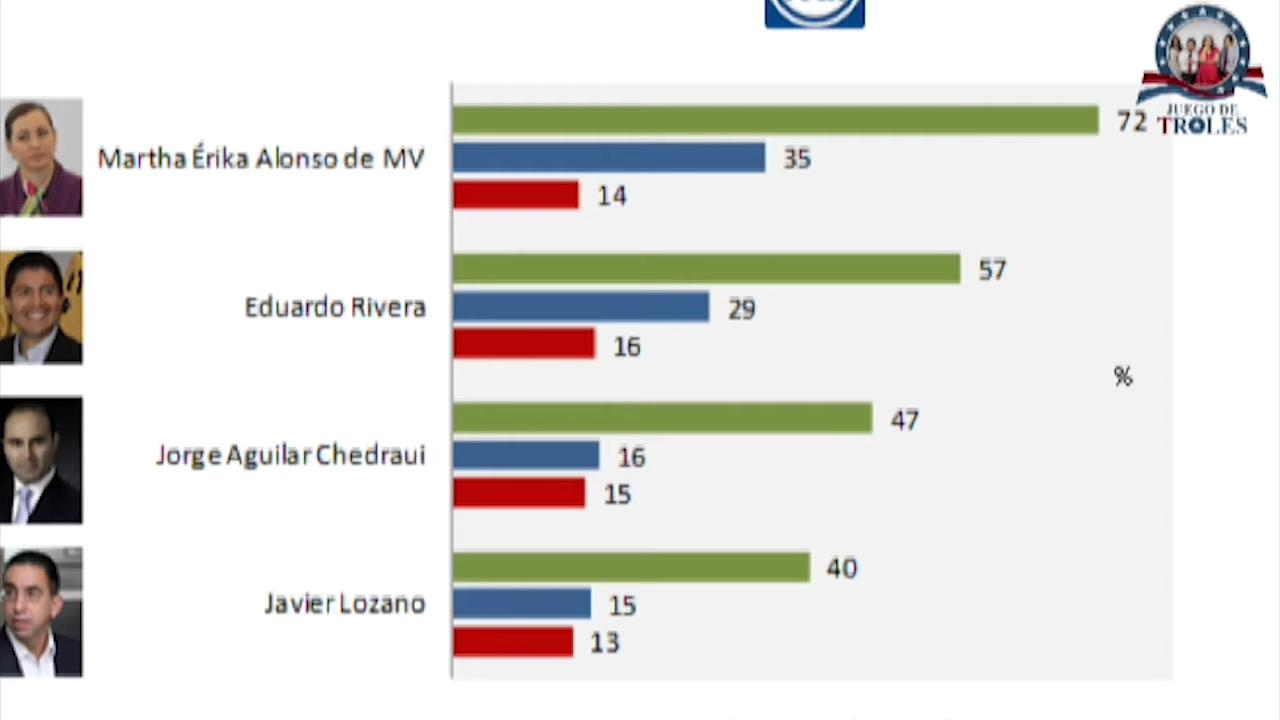 JUEGO DE
TROLES
Martha Érika Alonso de MV
72
35
14
Eduardo Rivera
57
29
16
%
Jorge Aguilar Chedraui
47
16
15
Javier Lozano
40
15
13